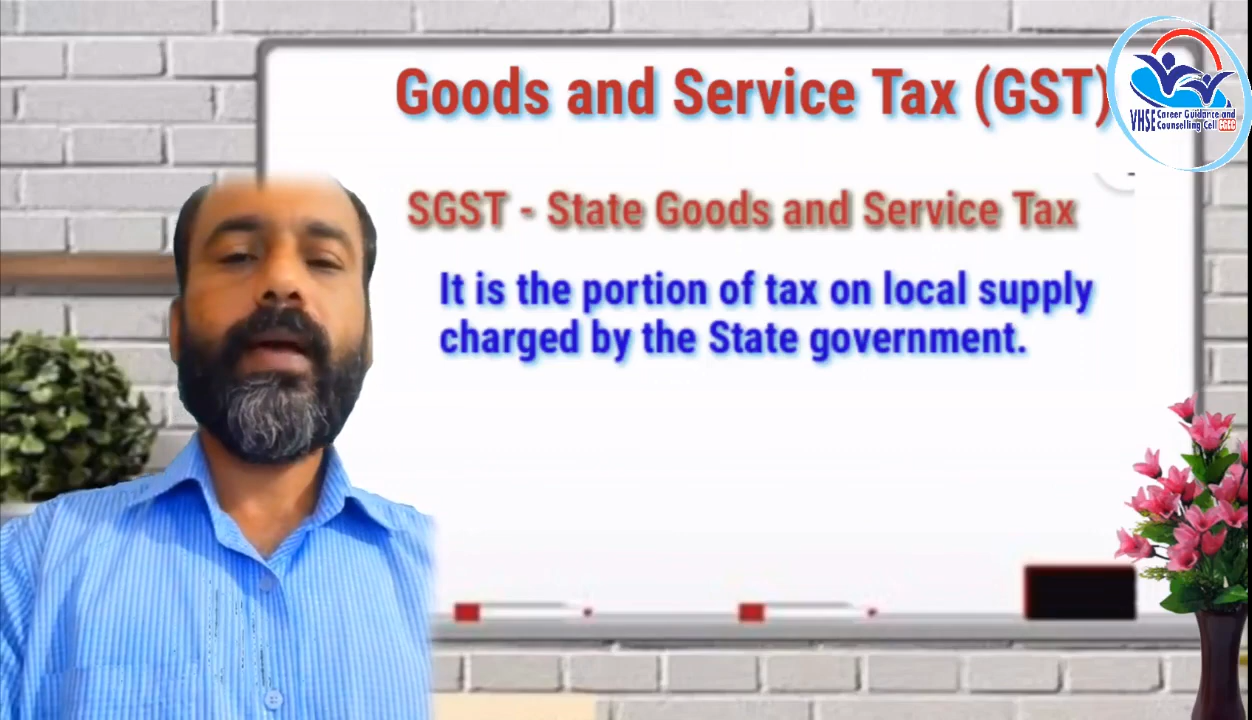 Goods and Service Tax (GST)
VHSE Career Guidance and
Counselling Cell CGCC
SGST - State Goods and Service Tax
It is the portion of tax on local supply
charged by the State government.